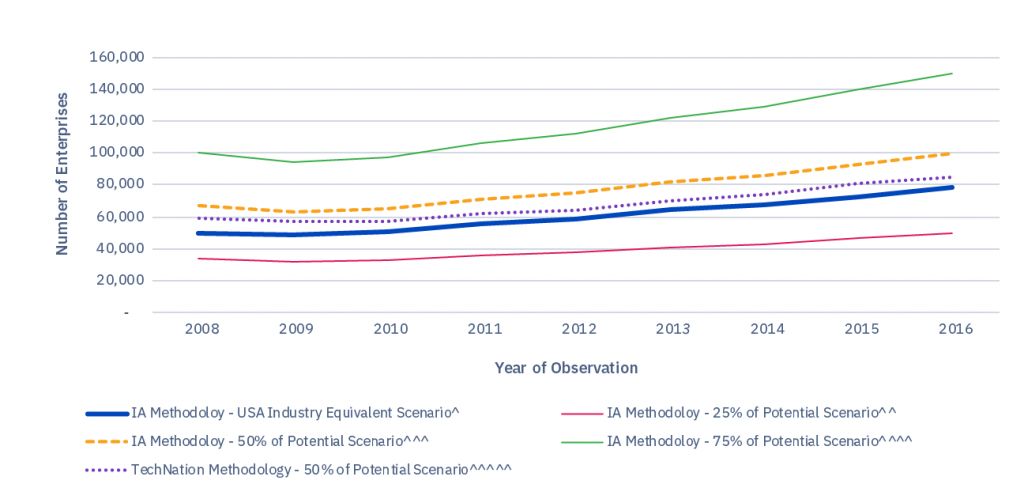 160,000
140,000
120,000
100,000
80,000
60,000
40,000
20,000
-
Number of Enterprises
2008 2009 2010 2011 2012 2013 2014 2015 2016
Year of Observation
IA Methodoloy - USA Industry Equivalent Scenario^
IA Methodoloy - 25% of Potential Scenario^^
IA Methodoloy - 50% of Potential Scenario^^^
IA Methodoloy - 75% of Potential Scenario^^^^
TechNation Methodology - 50% of Potential Scenario^^^^^